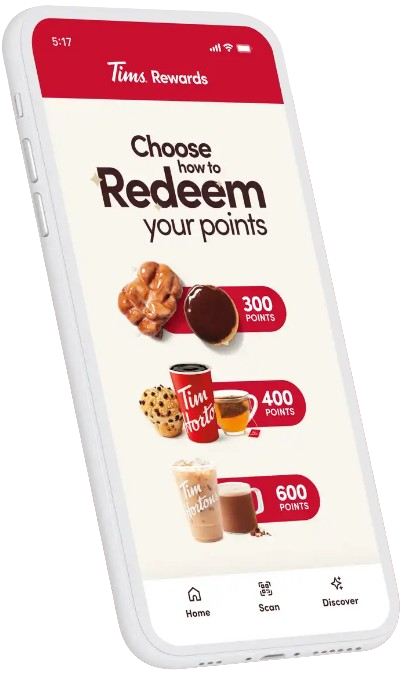 5:17
Tims Rewards
Choose
how to
Redeem
your points
300
POINTS
Tim
Horto
400
POINTS
Tim
Hortons
600
POINTS
Home
Scan
Discover